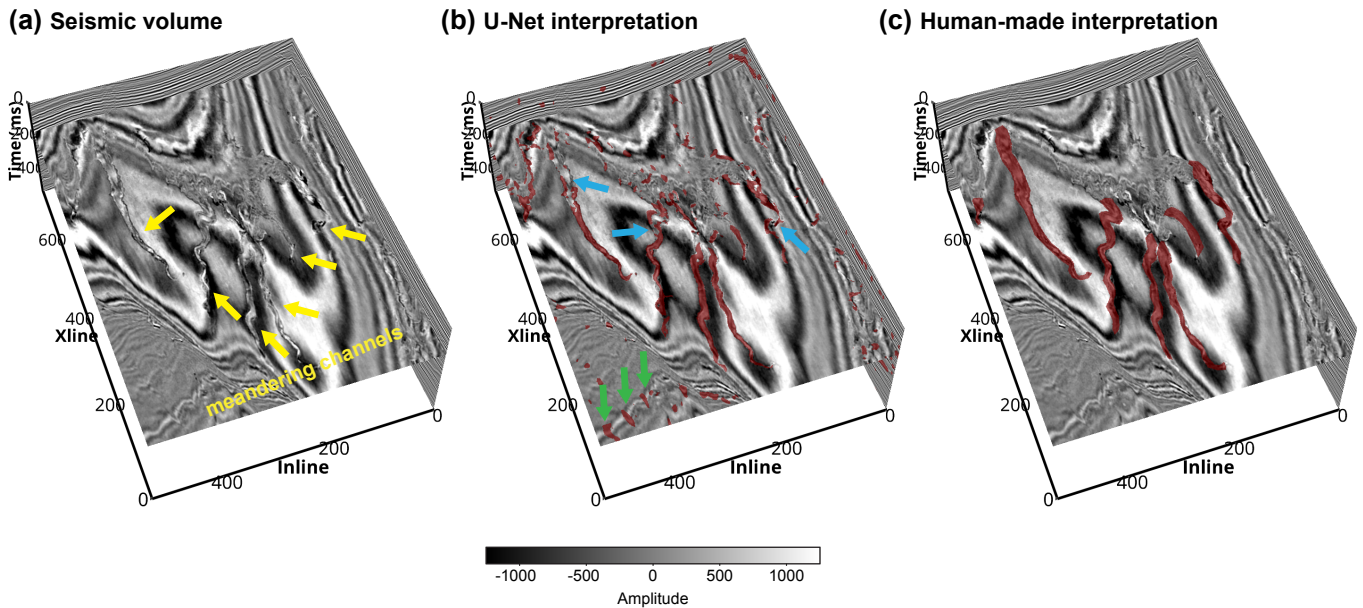 (a) Seismic volume
(b) U-Net interpretation
(c) Human-made interpretation
Time(ms)
0
200
400
600
400
Xline
200
0
meandering channels
Inline
400
200
0
Time(ms)
0
200
400
600
400
Xline
200
0
Inline
400
200
0
Time(ms)
0
200
400
600
400
Xline
200
0
Inline
400
200
0
-1000 -500 0 500 1000
Amplitude